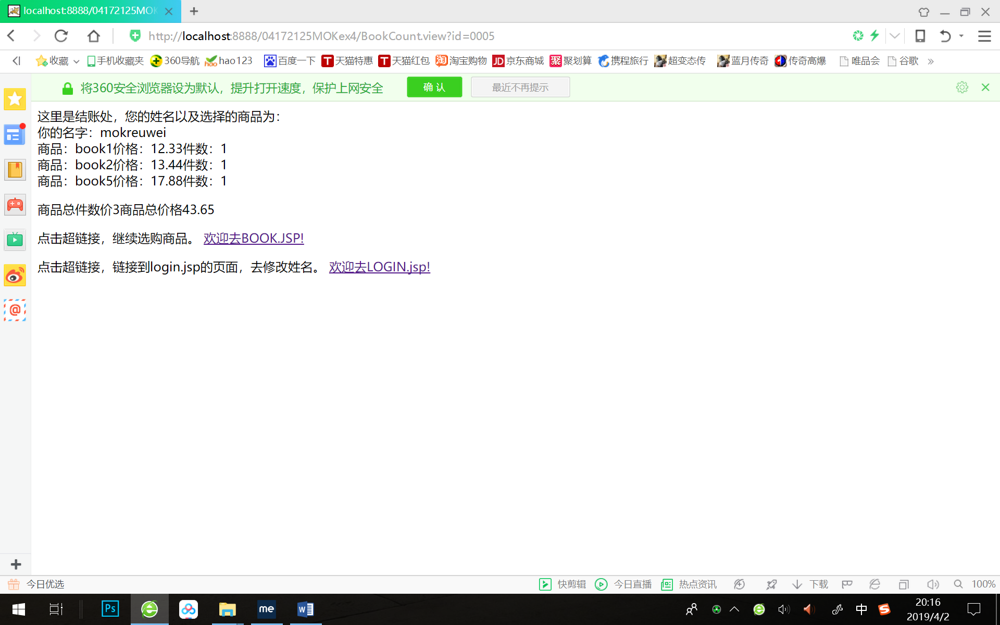 localhost:8888/04172125MOK
http://localhost:8888/04172125MOKex4/BookCount.view?id=0005
收藏 手机收藏夹 360导航 hao123 百度一下 天猫特惠 天猫红包 淘宝购物 京东商城 聚划算 携程旅行 超变态传 蓝月传奇 传奇高爆 唯品会 谷歌 »
将360安全浏览器设为默认，提升打开速度，保护上网安全 确 认 最近不再提示
这里是结账处，您的姓名以及选择的商品为：
你的名字：mokreuwei
商品：book1价格：12.33件数：1
商品：book2价格：13.44件数：1
商品：book5价格：17.88件数：1
商品总件数价3商品总价格43.65
点击超链接，继续选购商品。 欢迎去BOOK.JSP!
点击超链接，链接到login.jsp的页面，去修改姓名。 欢迎去LOGIN.jsp!
今日优选 快剪辑 今日直播 热点资讯 下载 100%
Ps me W 中 S 20:16
2019/4/2